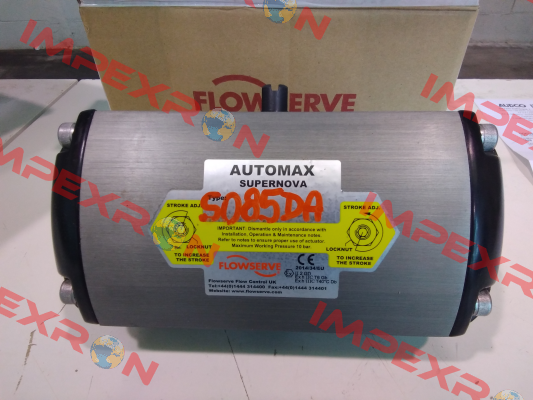 FLOWSERVE
AUTOMAX
SUPERNOVA
Type
S085DA
STROKE ADJ
STROKE ADJ
IMPORTANT: Dismantle only in accordance with
Installation, Operation & Maintenance notes
Refer to notes to ensure proper use of actuator
Maximum Working Pressure 10 bar.
LOCKNUT
LOCKNUT
TO INCREASE
THE STROKE
TO INCREASE
THE STROKE
FLOWSERVE
CE
Flowserve Flow Control UK
Website: www.flowserve.com
IMPEXRON
IMPEXRON
IMPEXRON
IMPEXRON